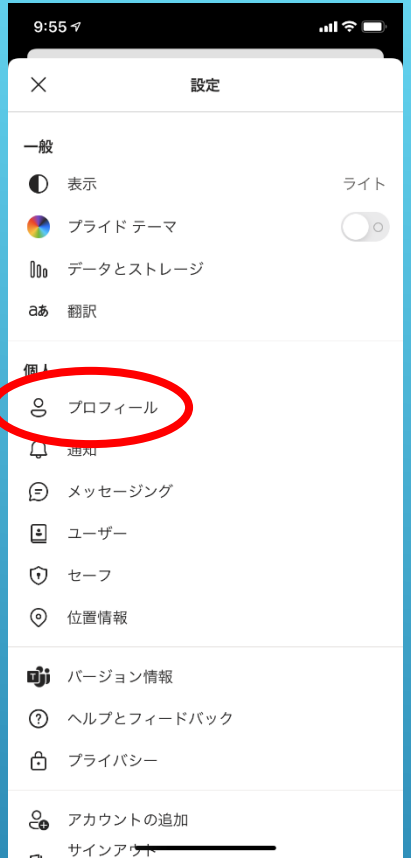 9:55
設定
一般
表示 ライト
プライド テーマ
データとストレージ
aあ 翻訳
個人
プロフィール
通知
メッセージング
ユーザー
セーフ
位置情報
バージョン情報
ヘルプとフィードバック
プライバシー
アカウントの追加
サインアウト